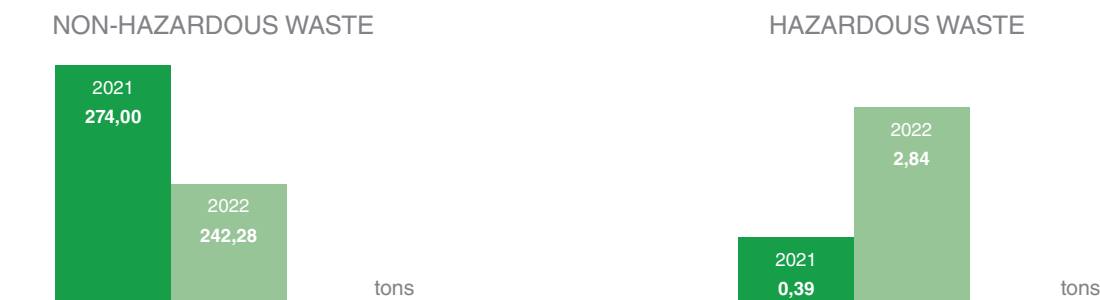 NON-HAZARDOUS WASTE
2021
274,00
2022
242,28
tons
HAZARDOUS WASTE
2022
2,84
2021
0,39
tons